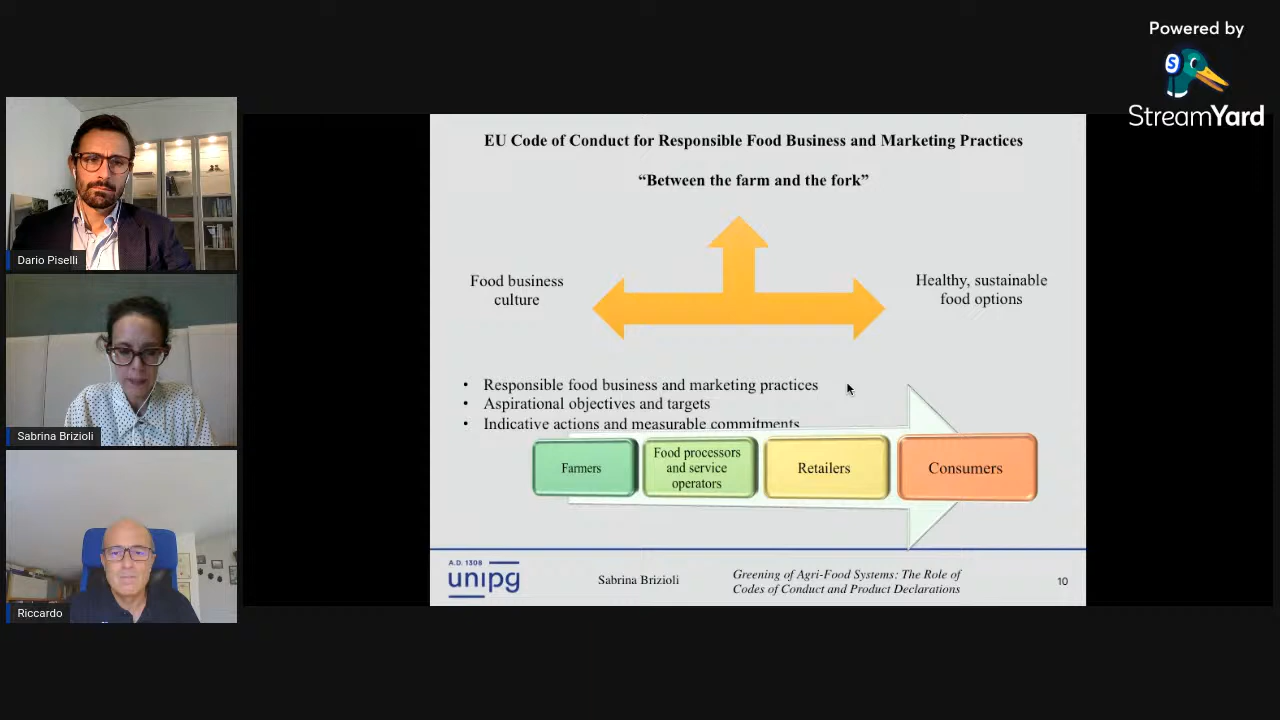 Powered by
S
StreamYard
Dario Piselli
Sabrina Brizioli
Riccardo
EU Code of Conduct for Responsible Food Business and Marketing Practices
“Between the farm and the fork”
Food business
culture
Healthy, sustainable
food options
• Responsible food business and marketing practices
• Aspirational objectives and targets
• Indicative actions and measurable commitments
Farmers
Food processors
and service
operators
Retailers
Consumers
A.D. 1308
unipg
Sabrina Brizioli
Greening of Agri-Food Systems: The Role of
Codes of Conduct and Product Declarations
10